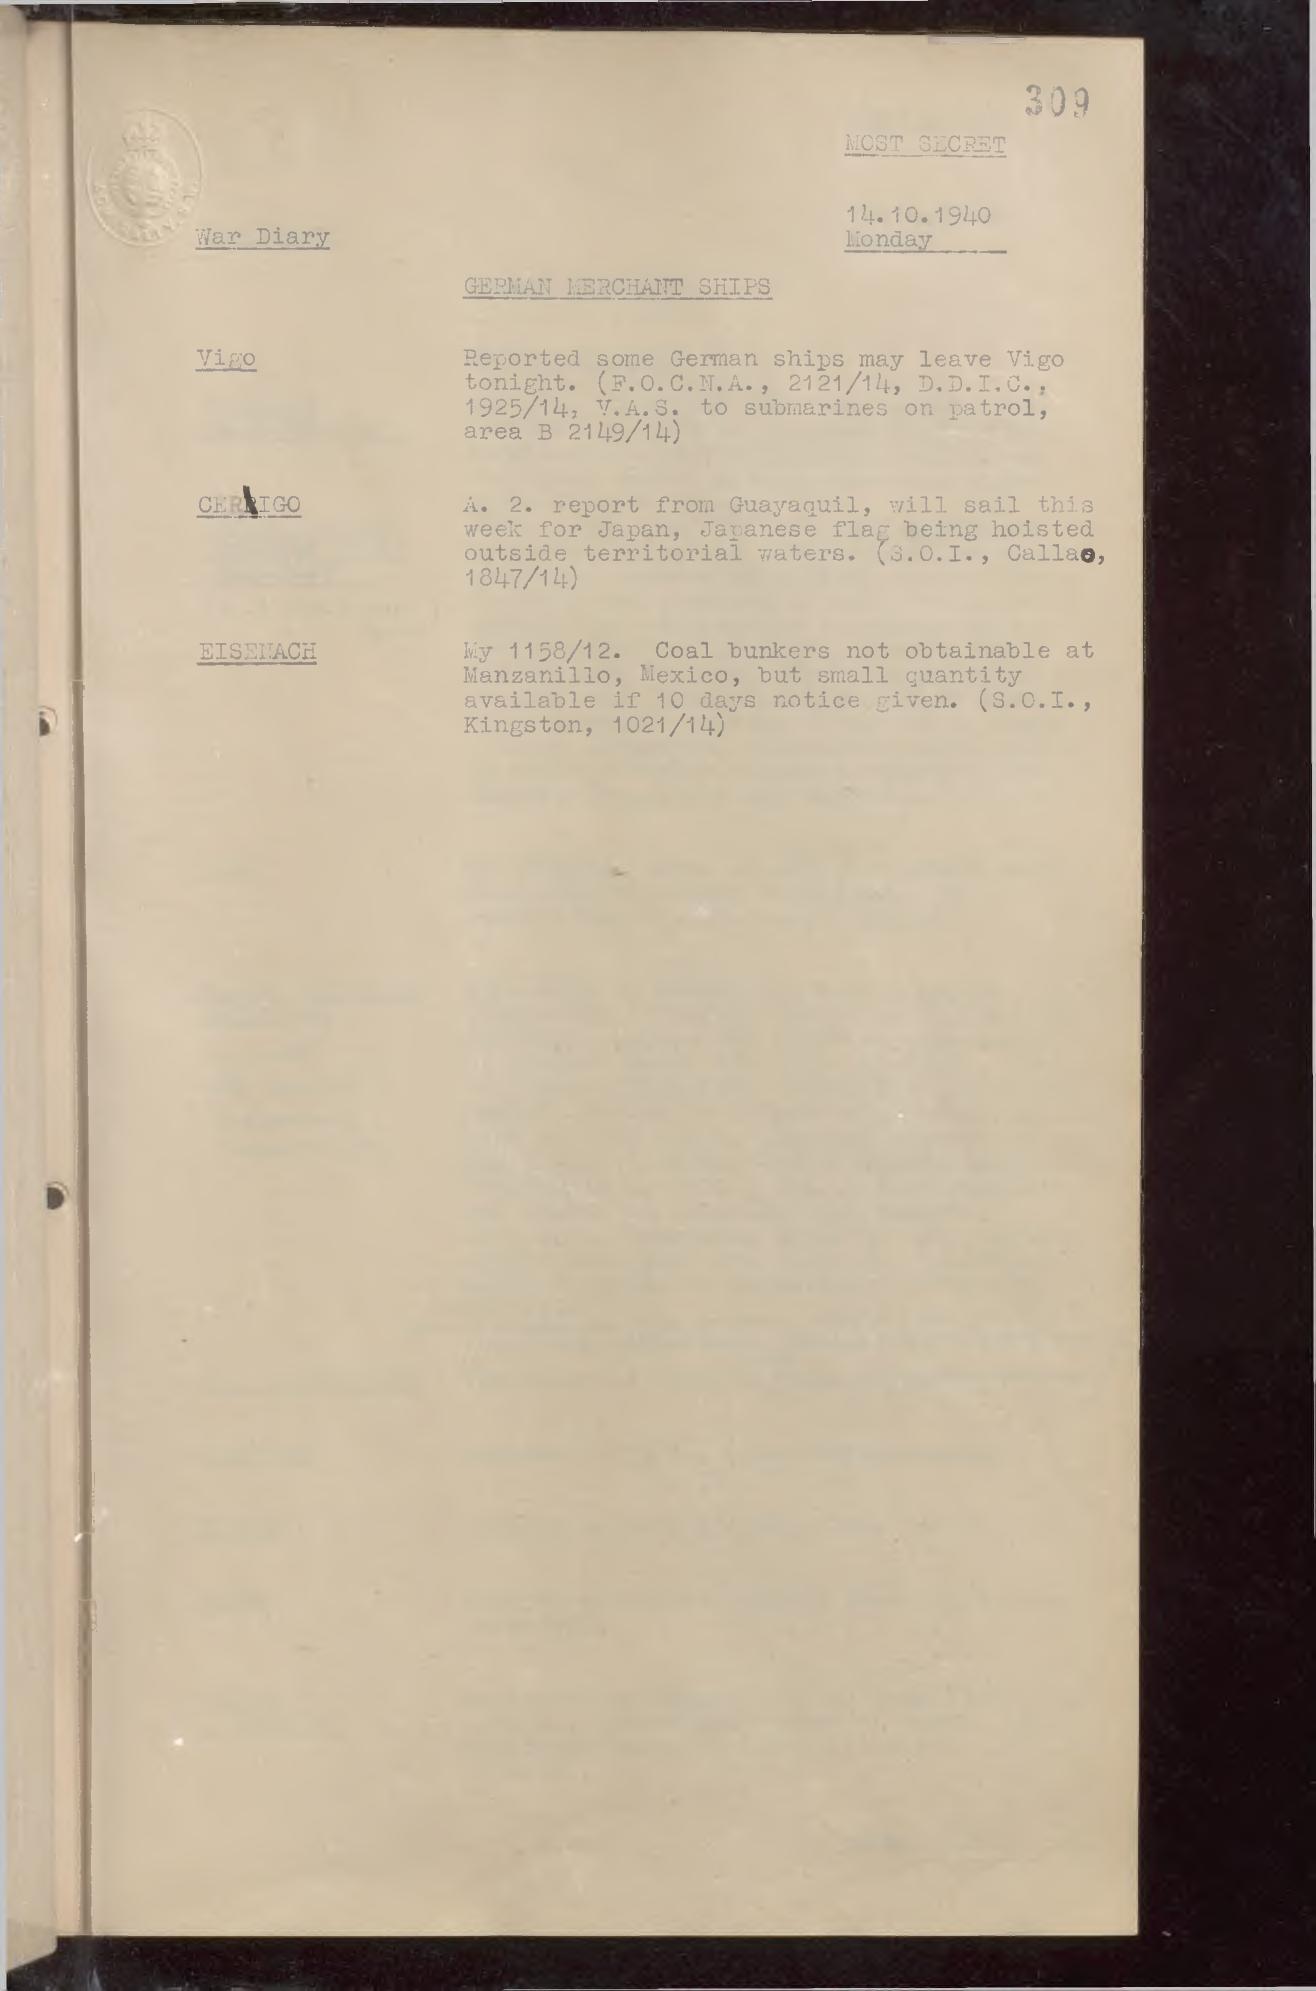 309
MOST SECRET
14.10.1940
War Diary
Monday
GERMAN MERCHANT SHIPS
Vigo
Reported some German ships may leave Vigo
tonight. (F.O.C.N.A., 2121/14, D.D.I.C.,
1925/14, V.A.S. to submarines on patrol,
area B 2149/14)
CERIGO
A. 2. report from Guayaquil, will sail this
week for Japan, Japanese flag being hoisted
outside territorial waters. (S.O.I., Callao,
1847/14)
EISENACH
My 1158/12. Coal bunkers not obtainable at
Manzanillo, Mexico, but small quantity
available if 10 days notice given. (S.O.I.,
Kingston, 1021/14)